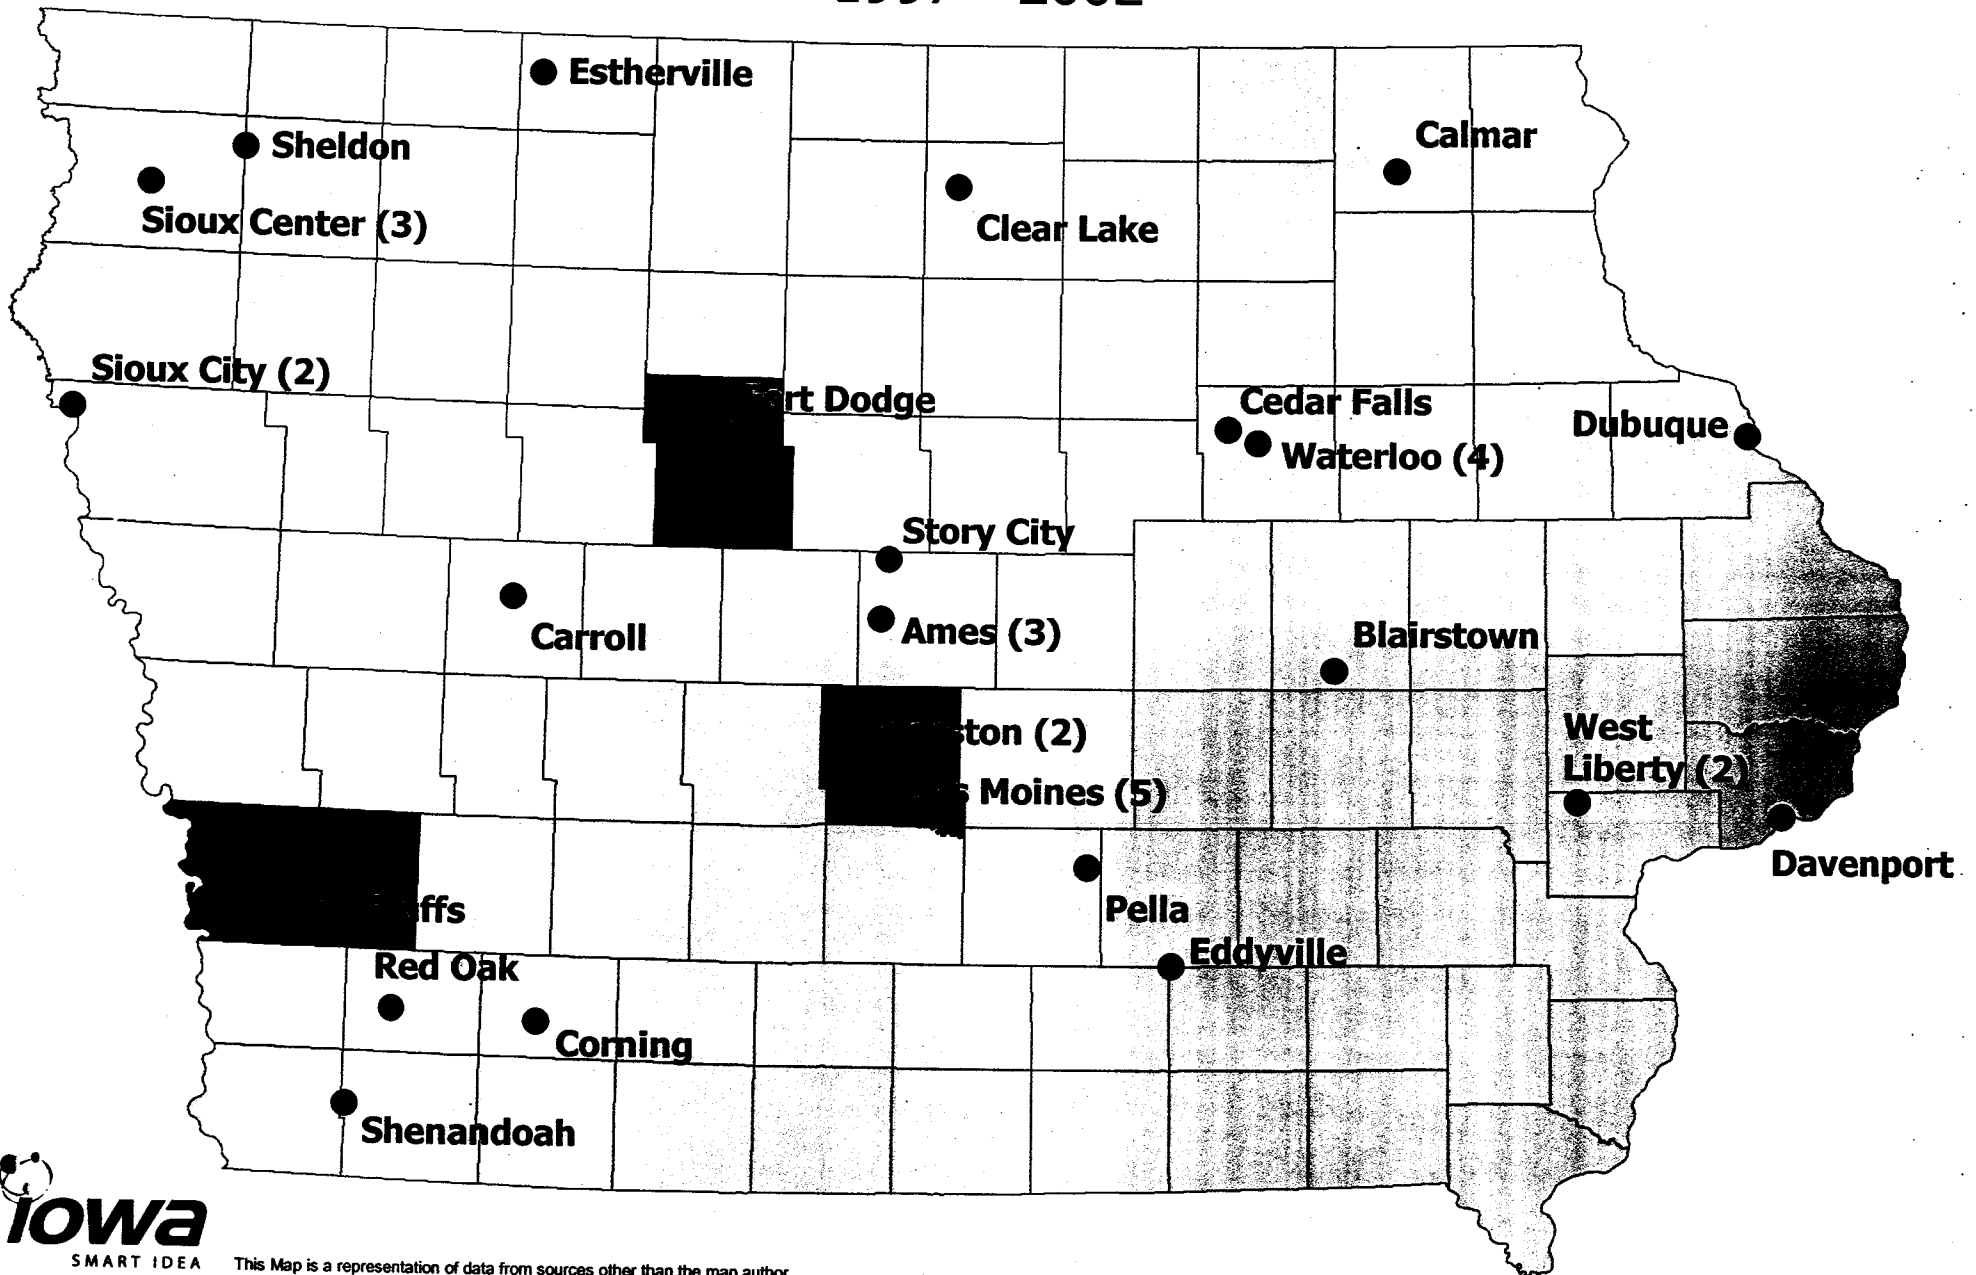 Estherville
Sheldon
Calmar
Sioux Center (3)
Clear Lake
Sioux City (2)
rt Dodge
Cedar Falls
Dubuque
Waterloo (4)
Story City
Carroll
Ames (3)
Blairstown
ston (2)
West
Liberty (2)
s Moines (5)
Davenport
ffs
Pella
Eddyville
Red Oak
Corning
Shenandoah
iowa
SMART IDEA
This Map is a representation of data from sources other than the map author